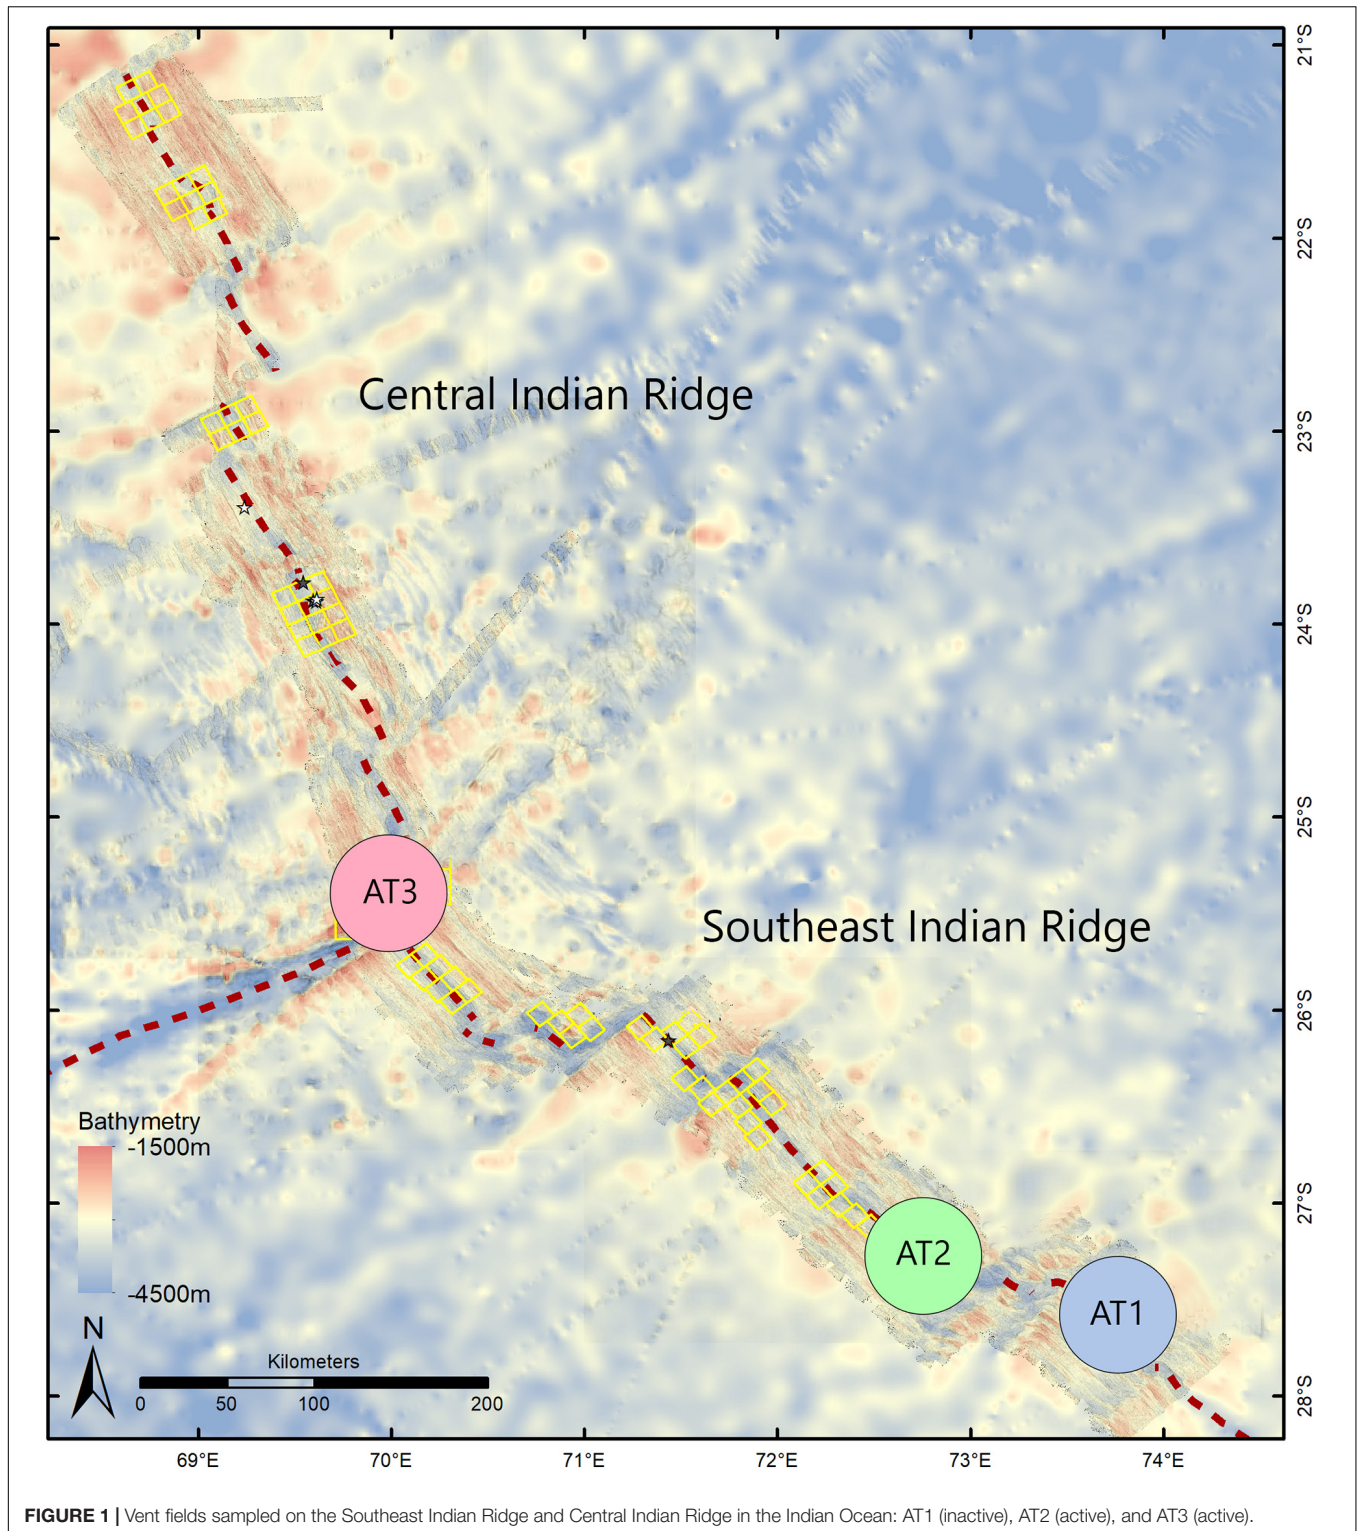 21°S
22°S
Central Indian Ridge
23°S
24°S
25°S
AT3
Southeast Indian Ridge
26°S
Bathymetry
-1500m
27°S
AT2
-4500m
AT1
N
Kilometers
0 50 100 200
28°S
69°E 70°E 71°E 72°E 73°E 74°E
FIGURE 1 | Vent fields sampled on the Southeast Indian Ridge and Central Indian Ridge in the Indian Ocean: AT1 (inactive), AT2 (active), and AT3 (active).